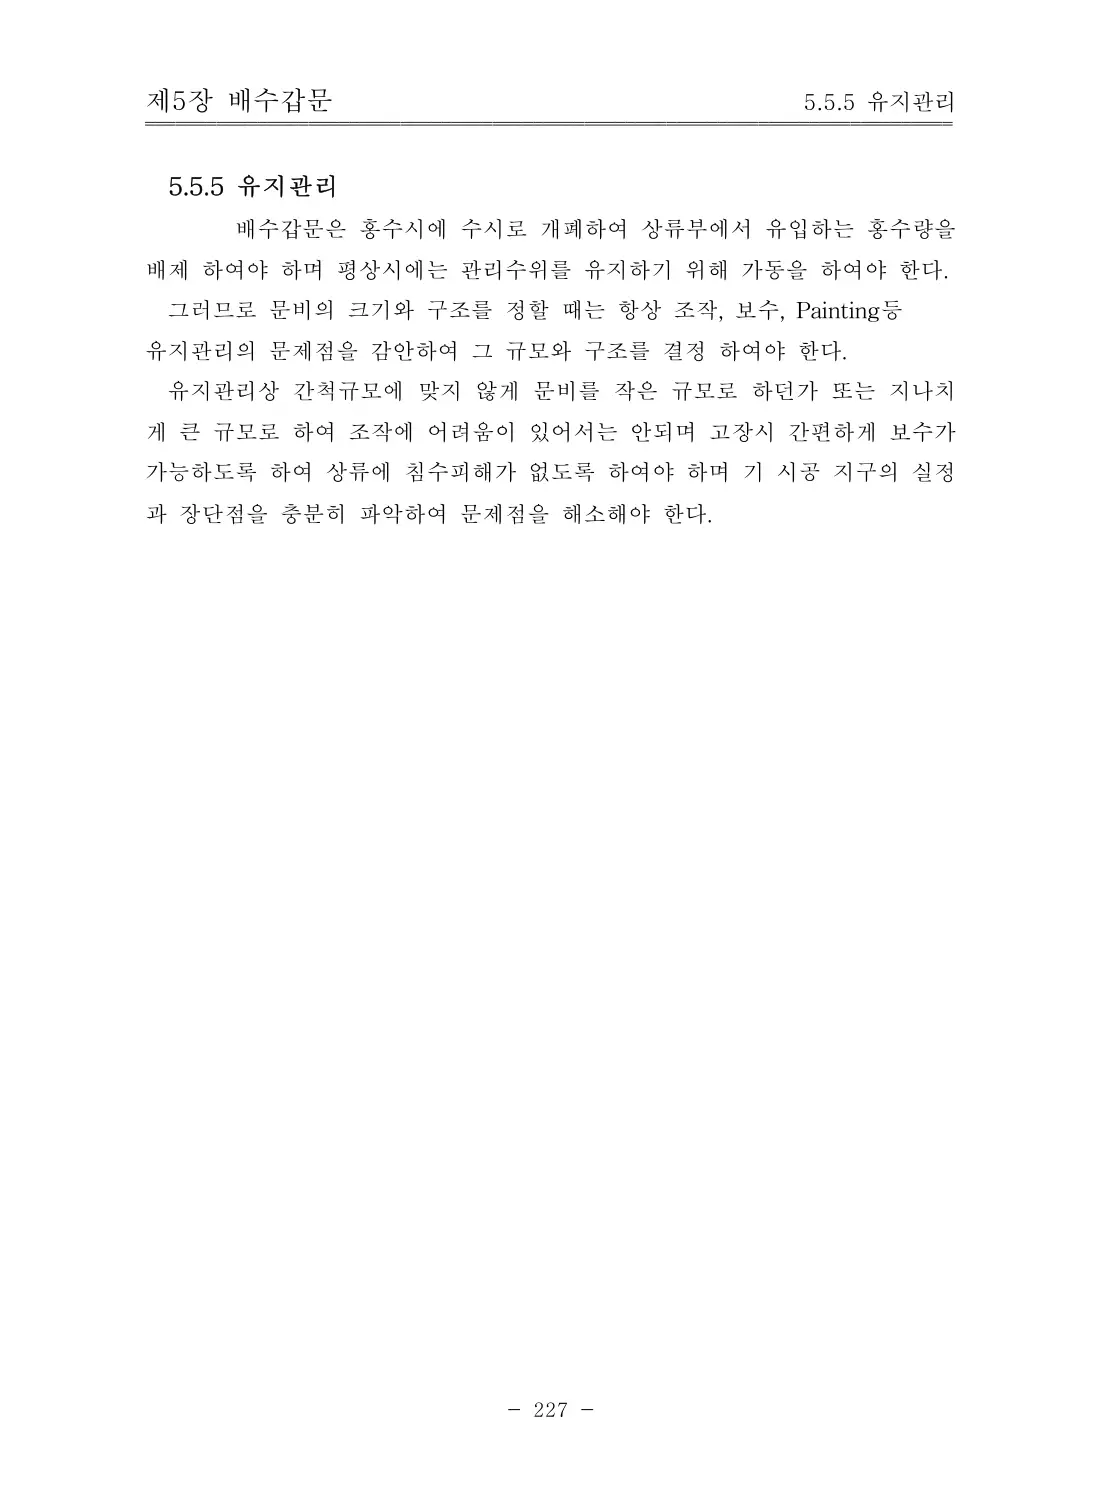 제5장 배수갑문 5.5.5 유지관리
5.5.5 유지관리
배수갑문은 홍수시에 수시로 개폐하여 상류부에서 유입하는 홍수량을
배제 하여야 하며 평상시에는 관리수위를 유지하기 위해 가동을 하여야 한다.
그러므로 문비의 크기와 구조를 정할 때는 항상 조작, 보수, Painting등
유지관리의 문제점을 감안하여 그 규모와 구조를 결정 하여야 한다.
유지관리상 간척규모에 맞지 않게 문비를 작은 규모로 하던가 또는 지나치
게 큰 규모로 하여 조작에 어려움이 있어서는 안되며 고장시 간편하게 보수가
가능하도록 하여 상류에 침수피해가 없도록 하여야 하며 기 시공 지구의 실정
과 장단점을 충분히 파악하여 문제점을 해소해야 한다.
- 227 -